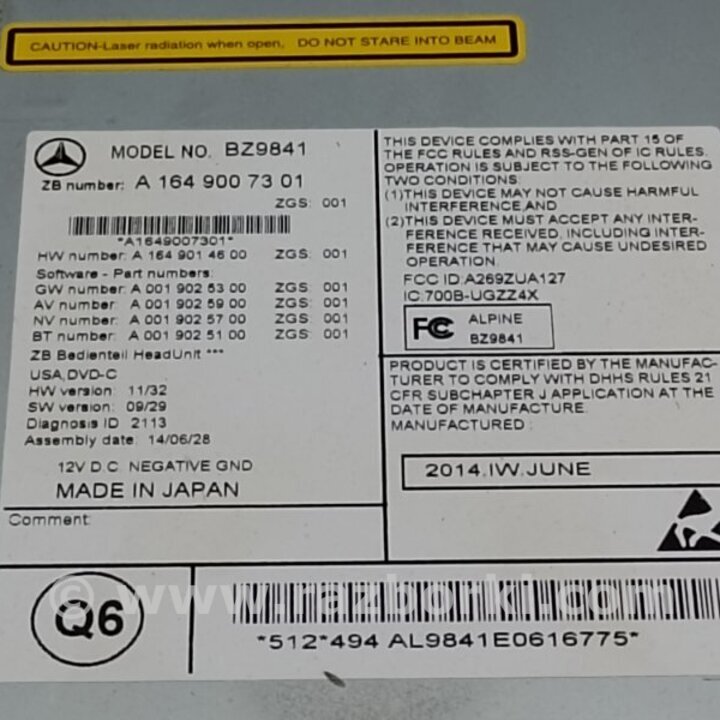 CAUTION-Laser radiation when open, DO NOT STARE INTO BEAM
MODEL NO. BZ9841
ZB number: A 164 900 73 01
ZGS: 001
*A1649007301*
HW number: A 164 901 46 00 ZGS: 001
Software - Part numbers:
GW number: A 001 902 63 00 ZGS: 001
AV number: A 001 902 59 00 ZGS: 001
NV number: A 001 902 57 00 ZGS: 001
BT number: A 001 902 51 00 ZGS: 001
ZB Bedienteil HeadUnit ***
USA,DVD-C
HW version: 11/32
SW version: 09/29
Diagnosis ID 2113
Assembly date: 14/06/28
12V D.C. NEGATIVE GND
MADE IN JAPAN
Comment:
THIS DEVICE COMPLIES WITH PART 15 OF
THE FCC RULES AND RSS-GEN OF IC RULES.
OPERATION IS SUBJECT TO THE FOLLOWING
TWO CONDITIONS:
(1)THIS DEVICE MAY NOT CAUSE HARMFUL
INTERFERENCE,AND
(2)THIS DEVICE MUST ACCEPT ANY INTER-
FERENCE RECEIVED, INCLUDING INTER-
FERENCE THAT MAY CAUSE UNDESIRED
OPERATION.
FCC ID:A269ZUA127
IC:700B-UGZZ4X
FC ALPINE
BZ9841
PRODUCT IS CERTIFIED BY THE MANUFAC-
TURER TO COMPLY WITH DHHS RULES 21
CFR SUBCHAPTER J APPLICATION AT THE
DATE OF MANUFACTURE.
MANUFACTURED :
2014.IW.JUNE
Q6
*512*494 AL9841E0616775*
© www.razborki.com